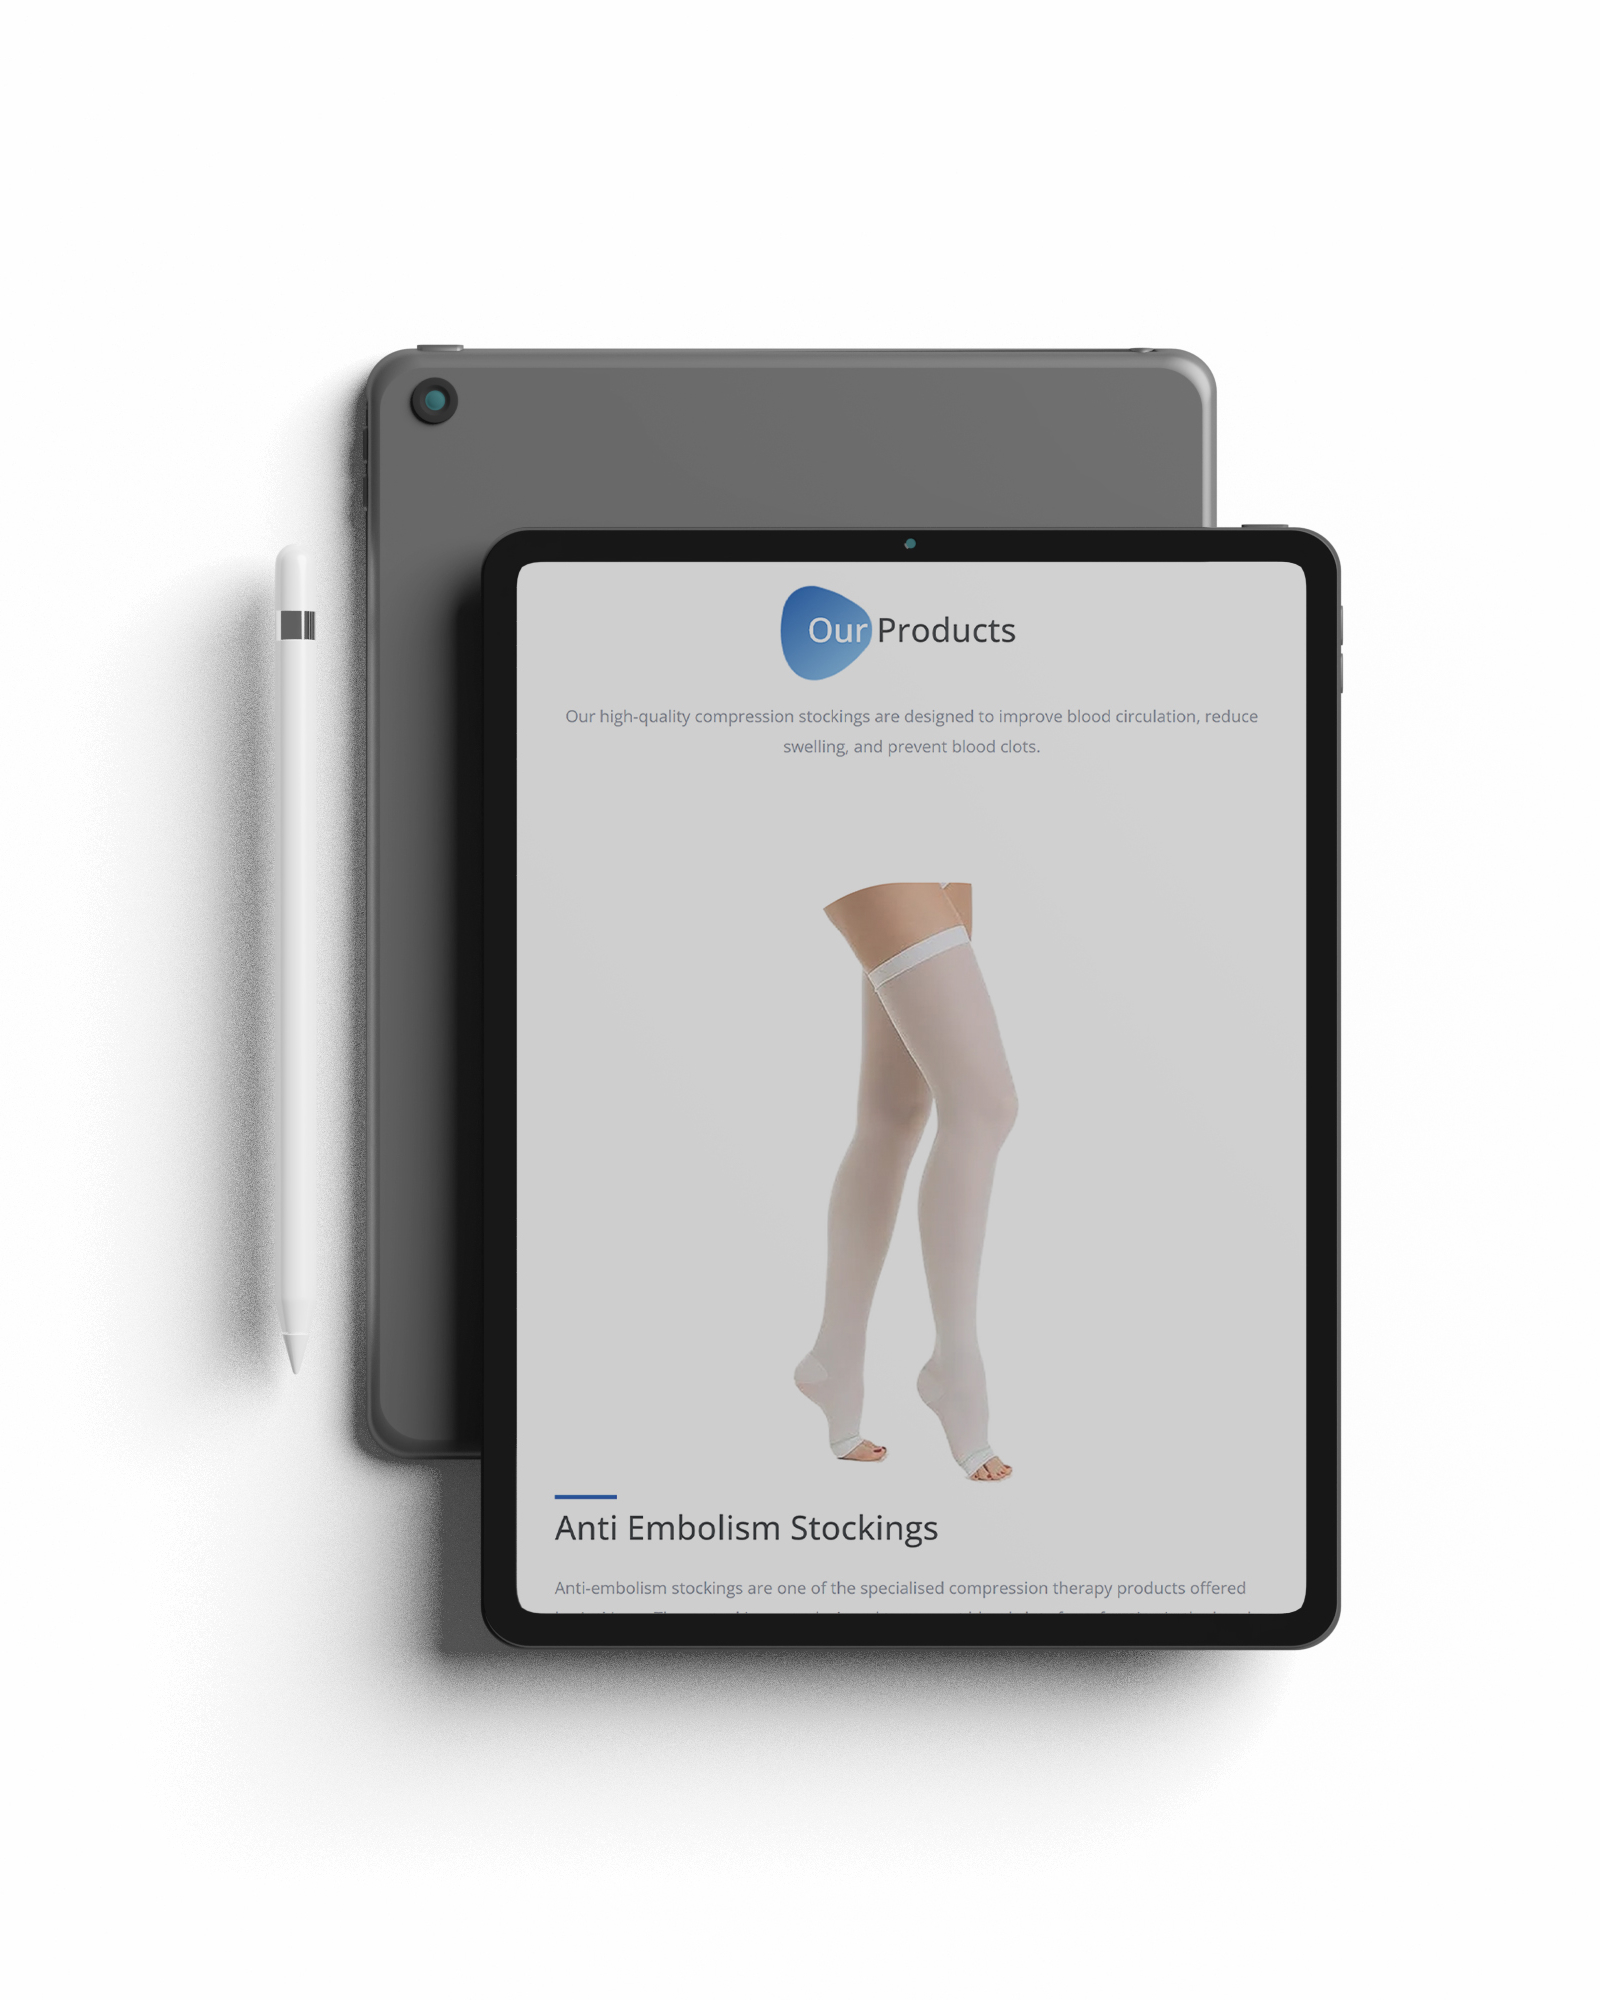 Our Products
Our high-quality compression stockings are designed to improve blood circulation, reduce
swelling, and prevent blood clots.
Anti Embolism Stockings
Anti-embolism stockings are one of the specialised compression therapy products offered